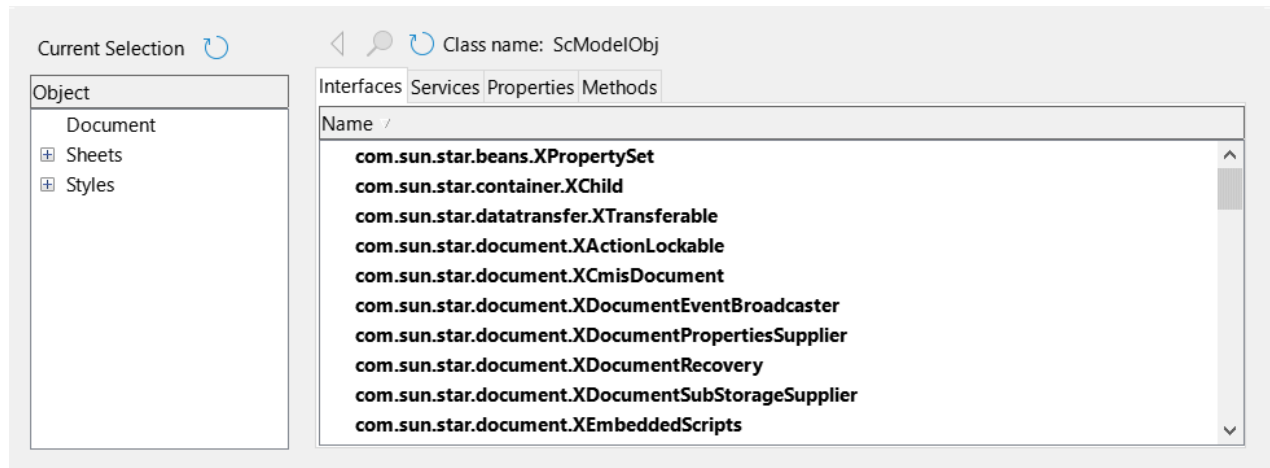 Current Selection
Class name: ScModelObj
Object
Document
Sheets
Styles
Interfaces Services Properties Methods
Name
com.sun.star.beans.XPropertySet
com.sun.star.container.XChild
com.sun.star.datatransfer.XTransferable
com.sun.star.document.XActionLockable
com.sun.star.document.XCmisDocument
com.sun.star.document.XDocumentEventBroadcaster
com.sun.star.document.XDocumentPropertiesSupplier
com.sun.star.document.XDocumentRecovery
com.sun.star.document.XDocumentSubStorageSupplier
com.sun.star.document.XEmbeddedScripts